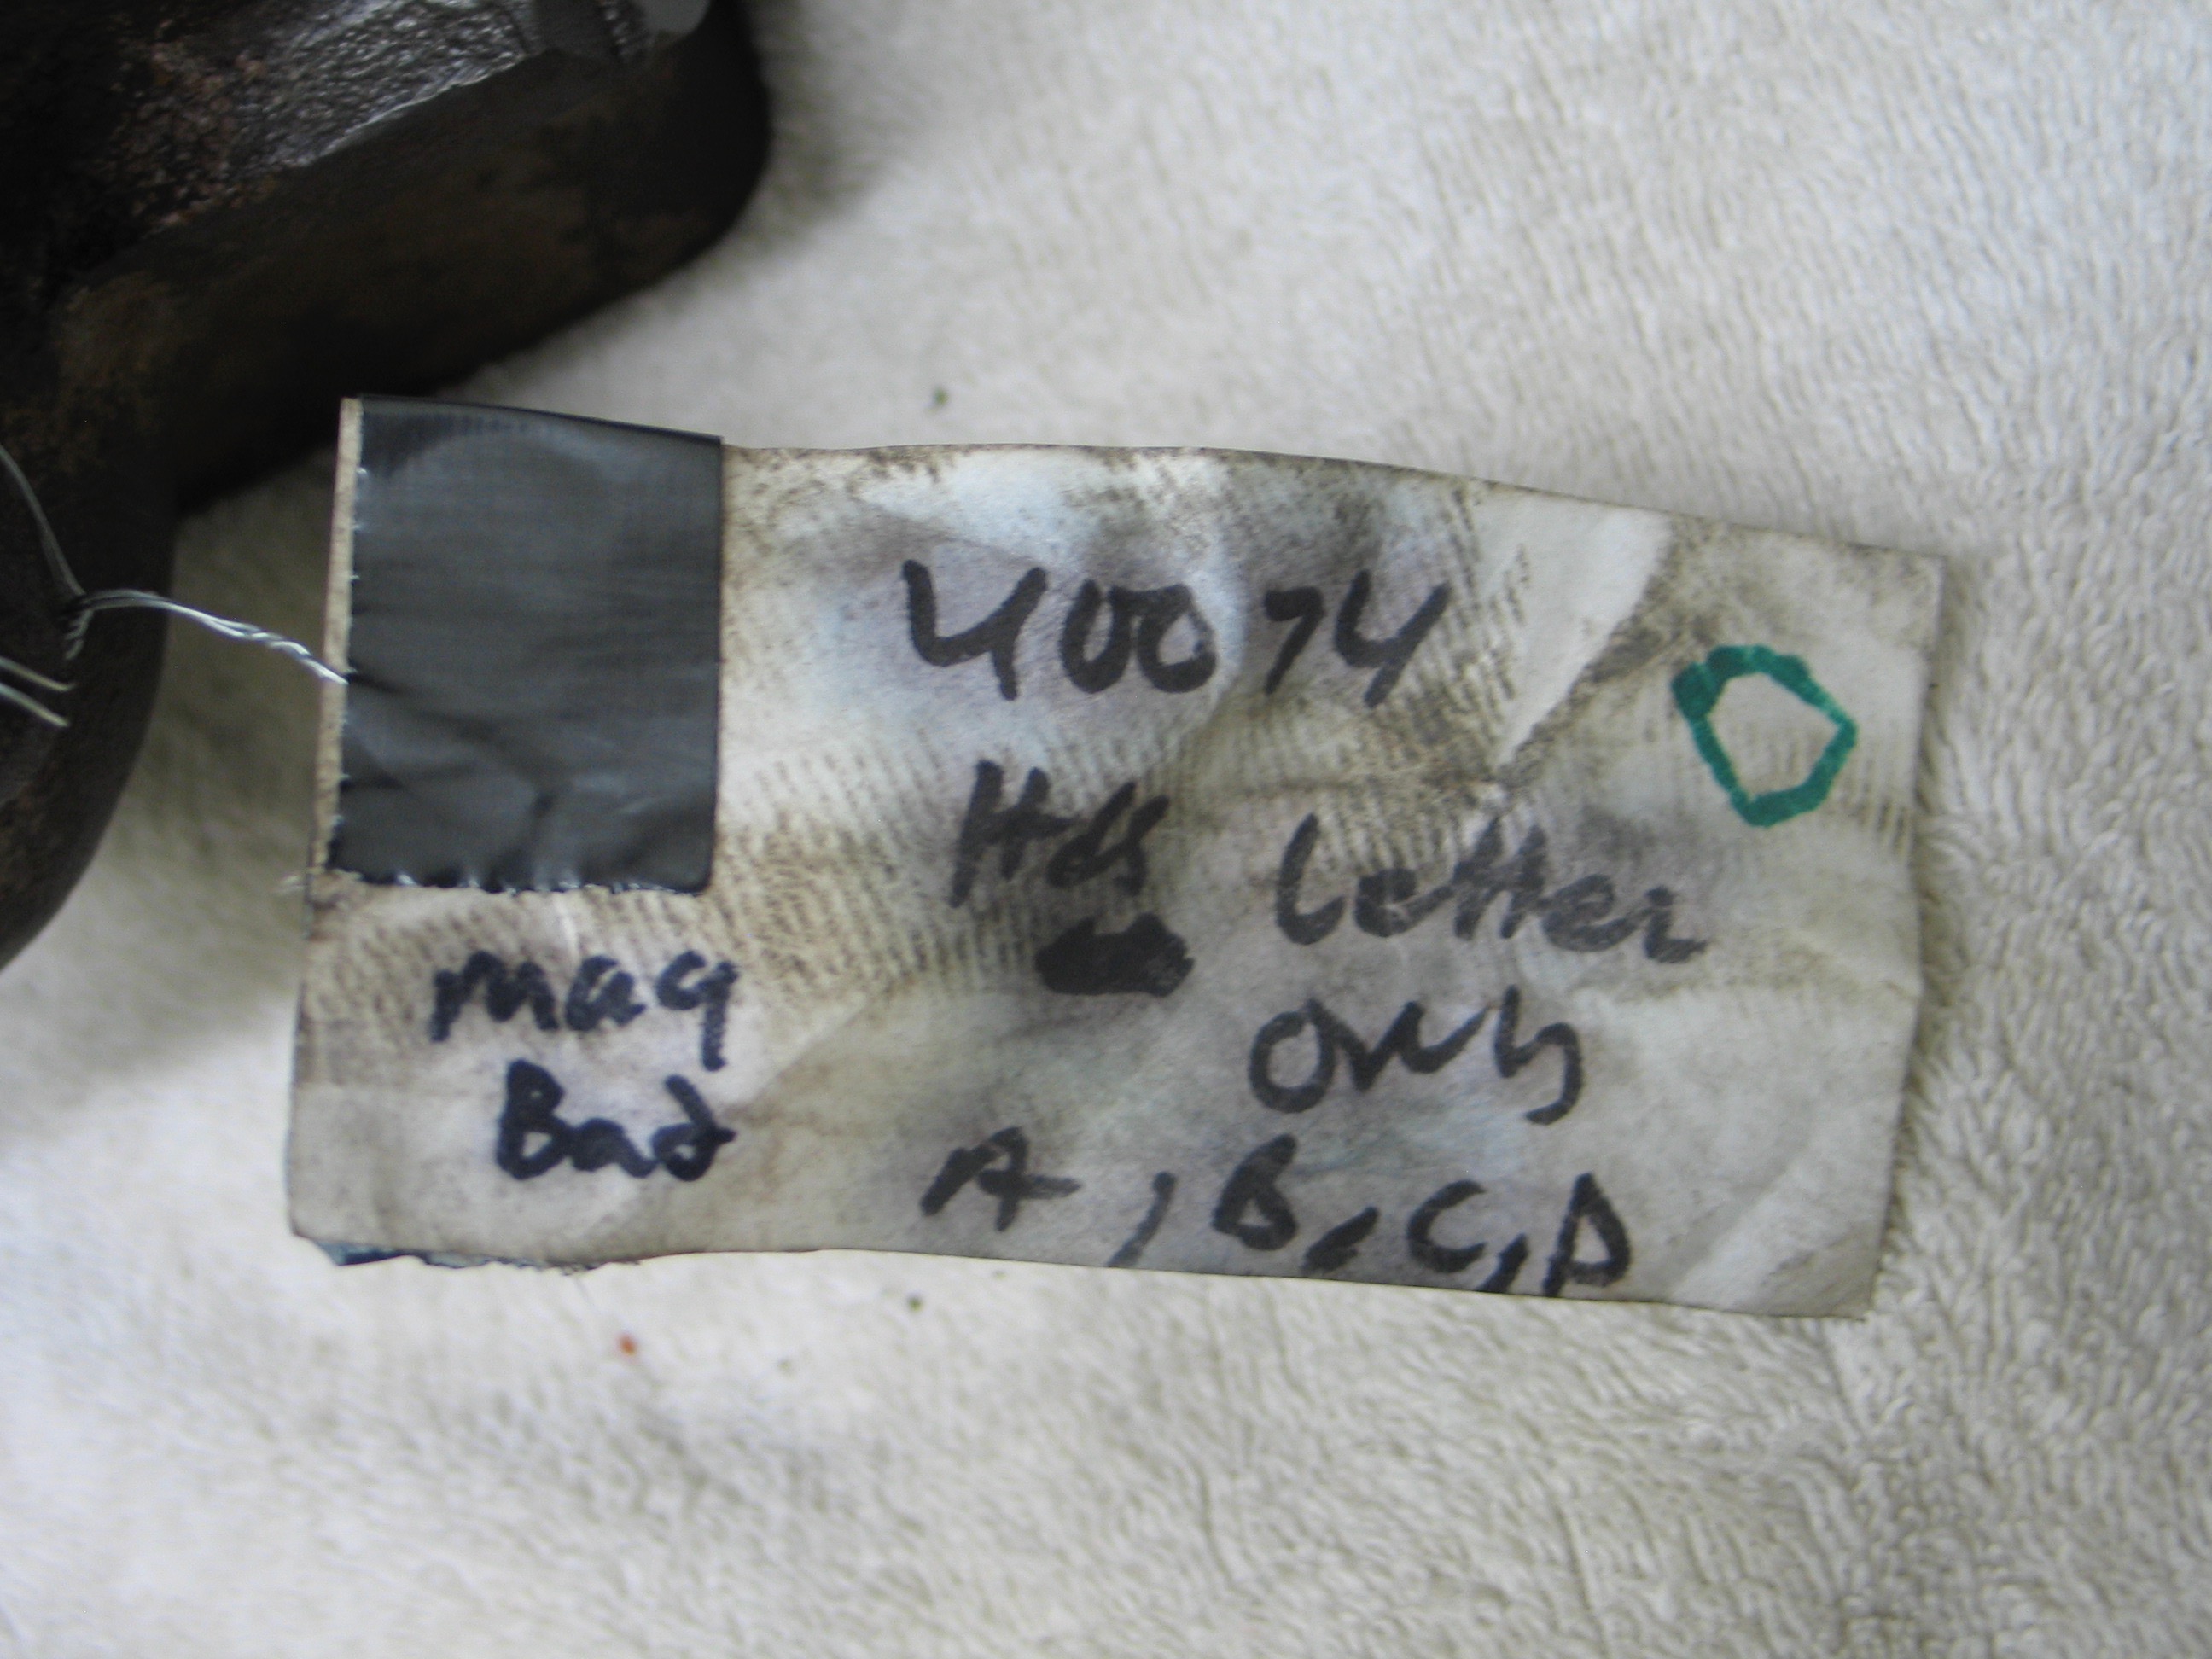 40074
Hds Letter
Only
A, B, C, D
Mag
Bad